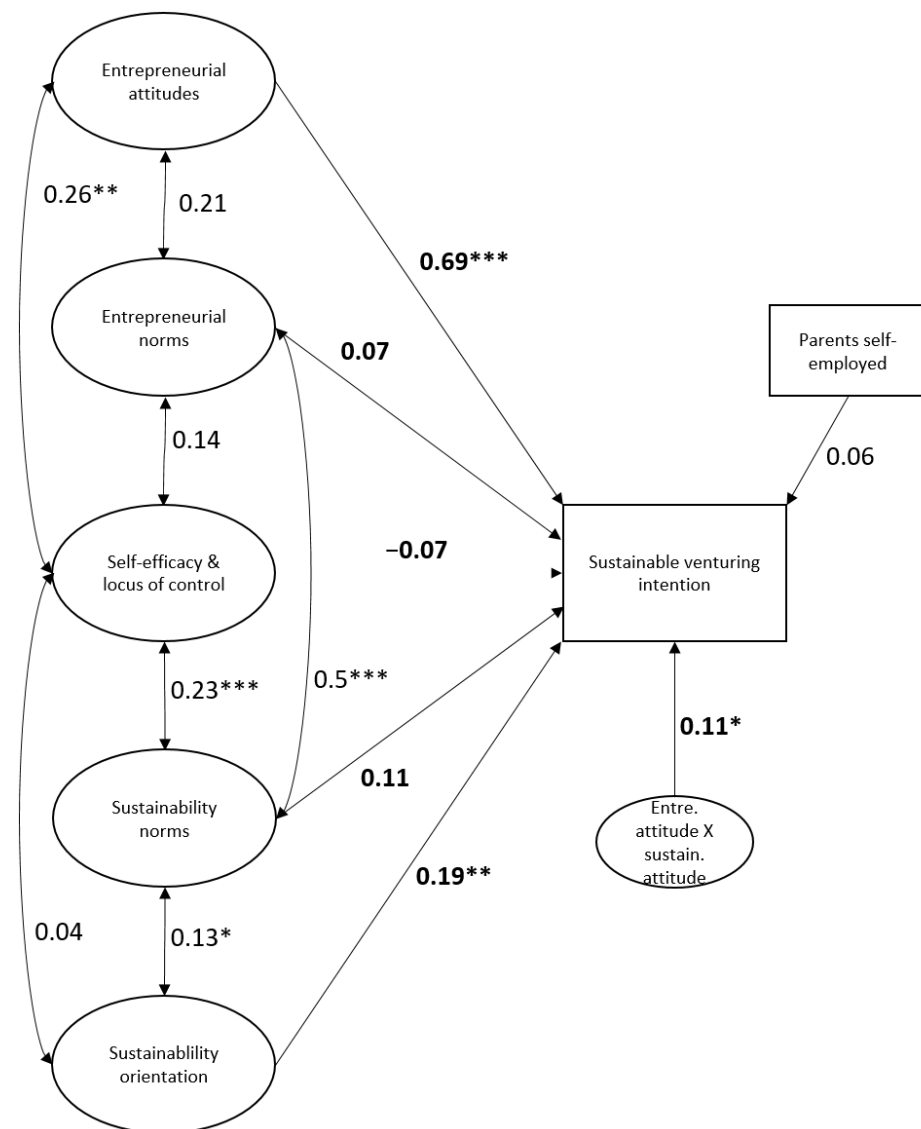 Entrepreneurial
attitudes
0.26**
0.21
0.69***
Entrepreneurial
norms
0.07
Parents self-
employed
0.14
0.06
−0.07
Self-efficacy &
locus of control
Sustainable venturing
intention
0.23***
0.5***
0.11
0.11*
Sustainability
norms
Entre.
attitude X
sustain.
attitude
0.19**
0.04
0.13*
Sustainablility
orientation